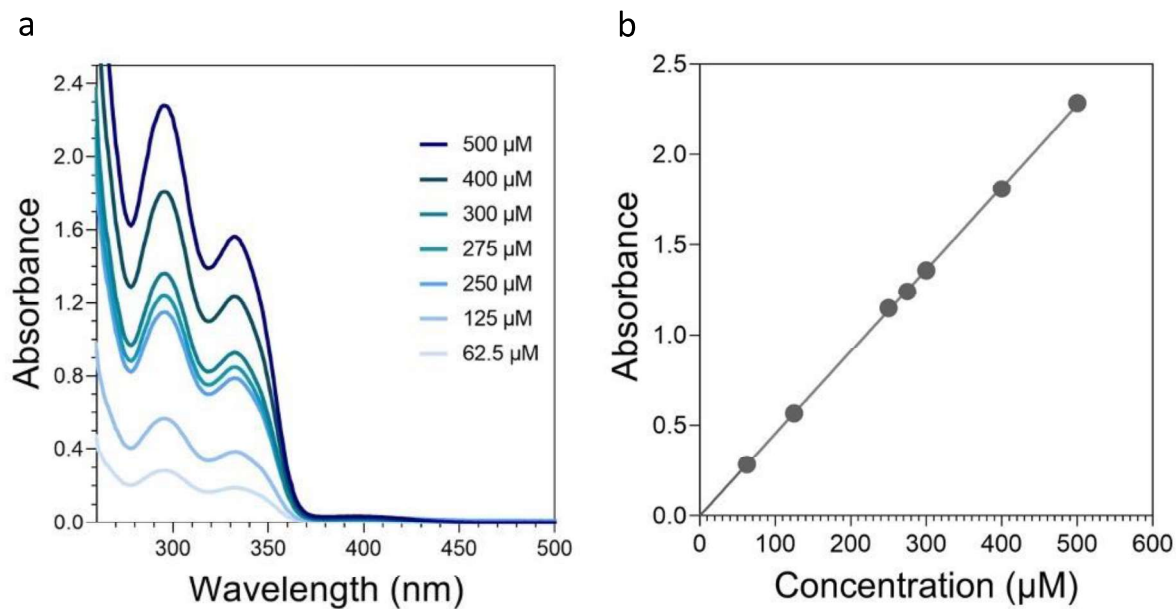 a
Absorbance
2.4
2.0
1.6
1.2
0.8
0.4
0.0
500 µM
400 µM
300 µM
275 µM
250 µM
125 µM
62.5 µM
300 350 400 450 500
Wavelength (nm)
b
Absorbance
2.5
2.0
1.5
1.0
0.5
0.0
0 100 200 300 400 500 600
Concentration (µM)